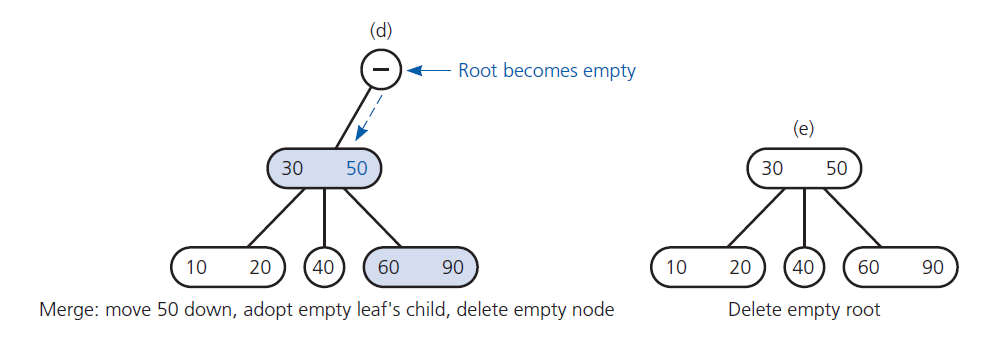 (d)
–
Root becomes empty
30 50
10 20 40 60 90
Merge: move 50 down, adopt empty leaf's child, delete empty node
(e)
30 50
10 20 40 60 90
Delete empty root